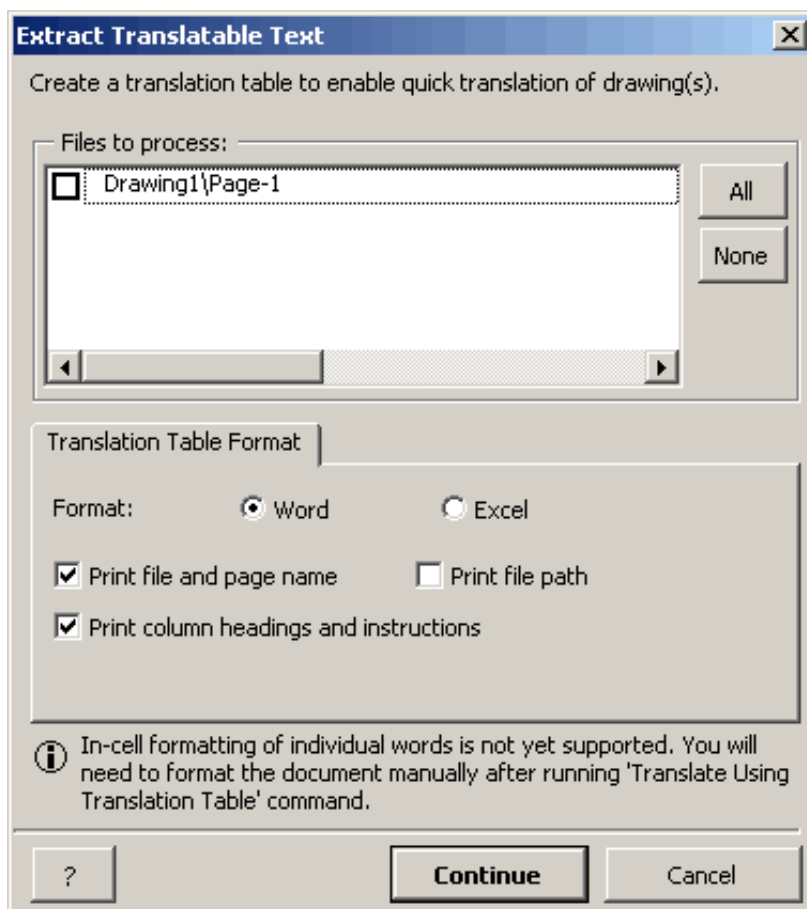 Extract Translatable Text
Create a translation table to enable quick translation of drawing(s).
Files to process:
Drawing1\Page-1
All
None
Translation Table Format
Format: Word Excel
Print file and page name Print file path
Print column headings and instructions
In-cell formatting of individual words is not yet supported. You will
need to format the document manually after running 'Translate Using
Translation Table' command.
? Continue Cancel